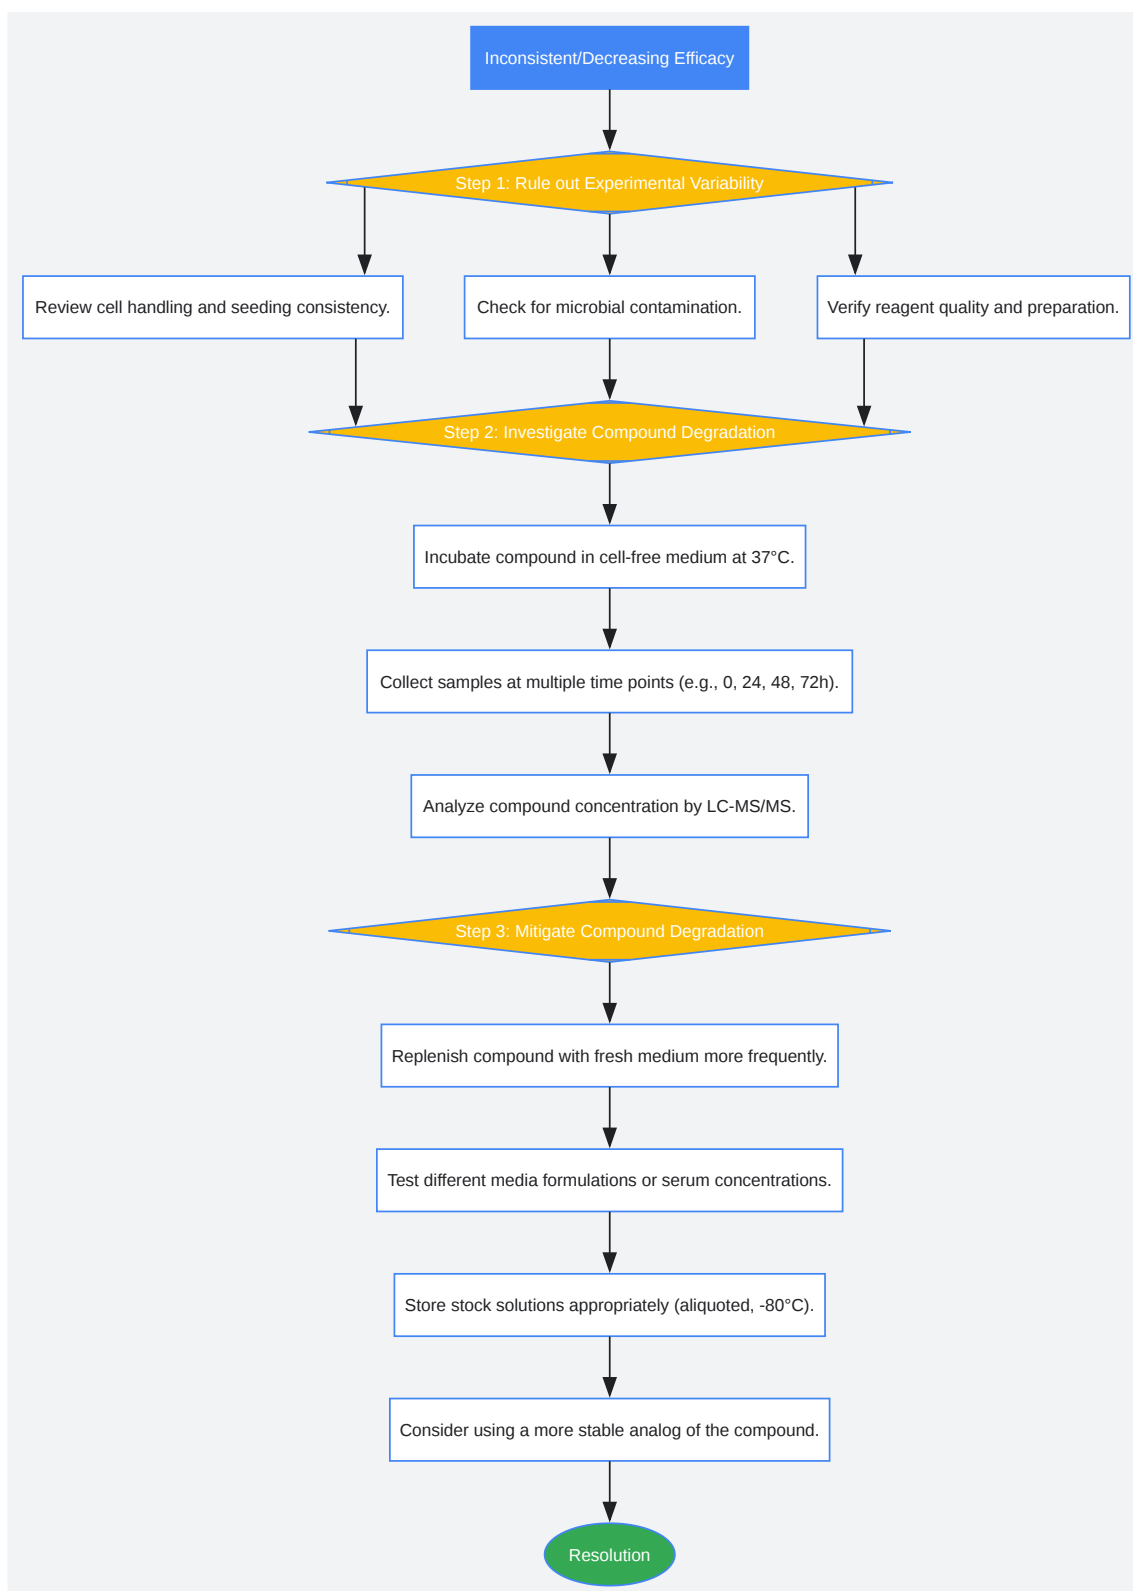 Inconsistent/Decreasing Efficacy
Step 1: Rule out Experimental Variability
Review cell handling and seeding consistency.
Check for microbial contamination.
Verify reagent quality and preparation.
Step 2: Investigate Compound Degradation
Incubate compound in cell-free medium at 37°C.
Collect samples at multiple time points (e.g., 0, 24, 48, 72h).
Analyze compound concentration by LC-MS/MS.
Step 3: Mitigate Compound Degradation
Replenish compound with fresh medium more frequently.
Test different media formulations or serum concentrations.
Store stock solutions appropriately (aliquoted, -80°C).
Consider using a more stable analog of the compound.
Resolution